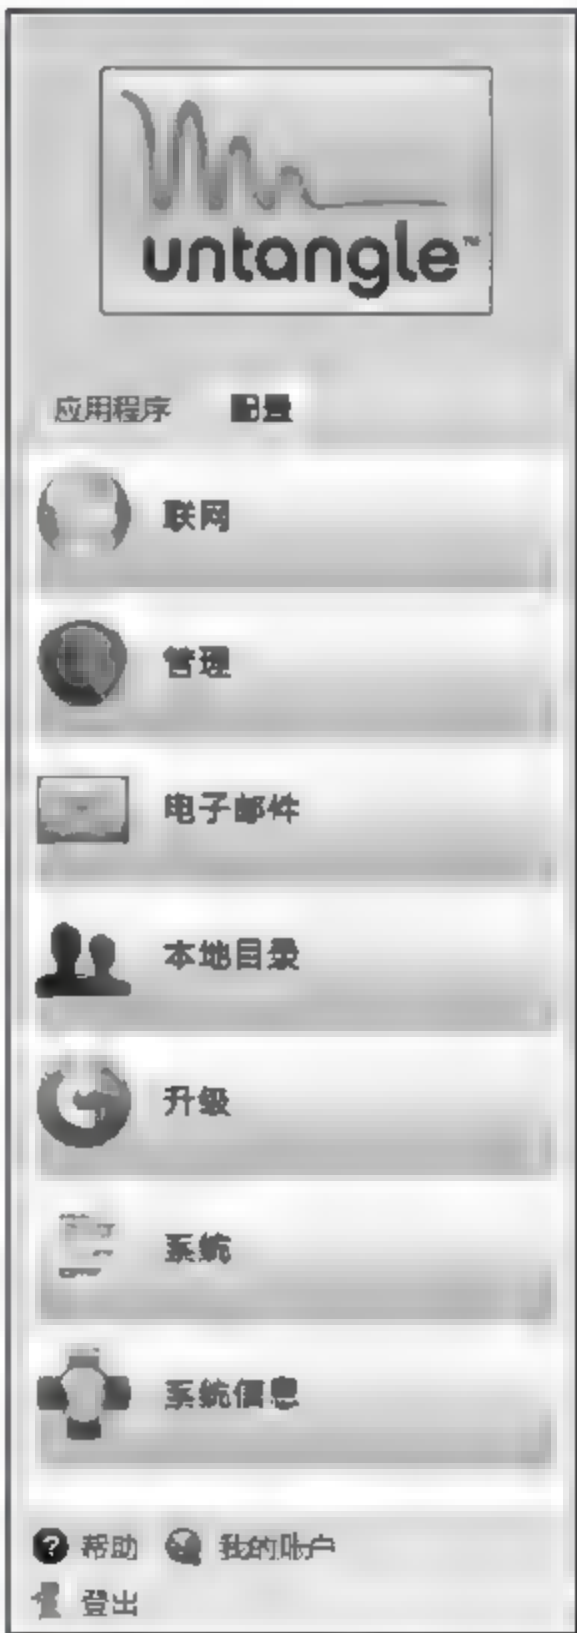 untangle™
应用程序 配置
联网
管理
电子邮件
本地目录
升级
系统
系统信息
帮助 我的帐户
登出